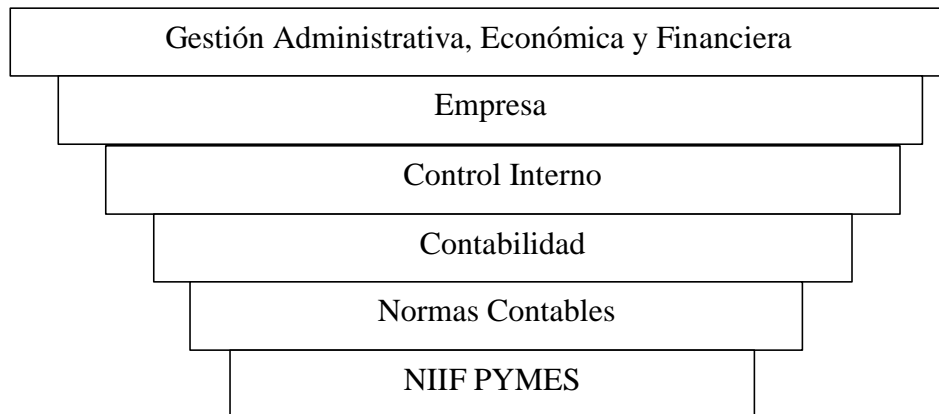 Gestión Administrativa, Económica y Financiera
Empresa
Control Interno
Contabilidad
Normas Contables
NIIF PYMES